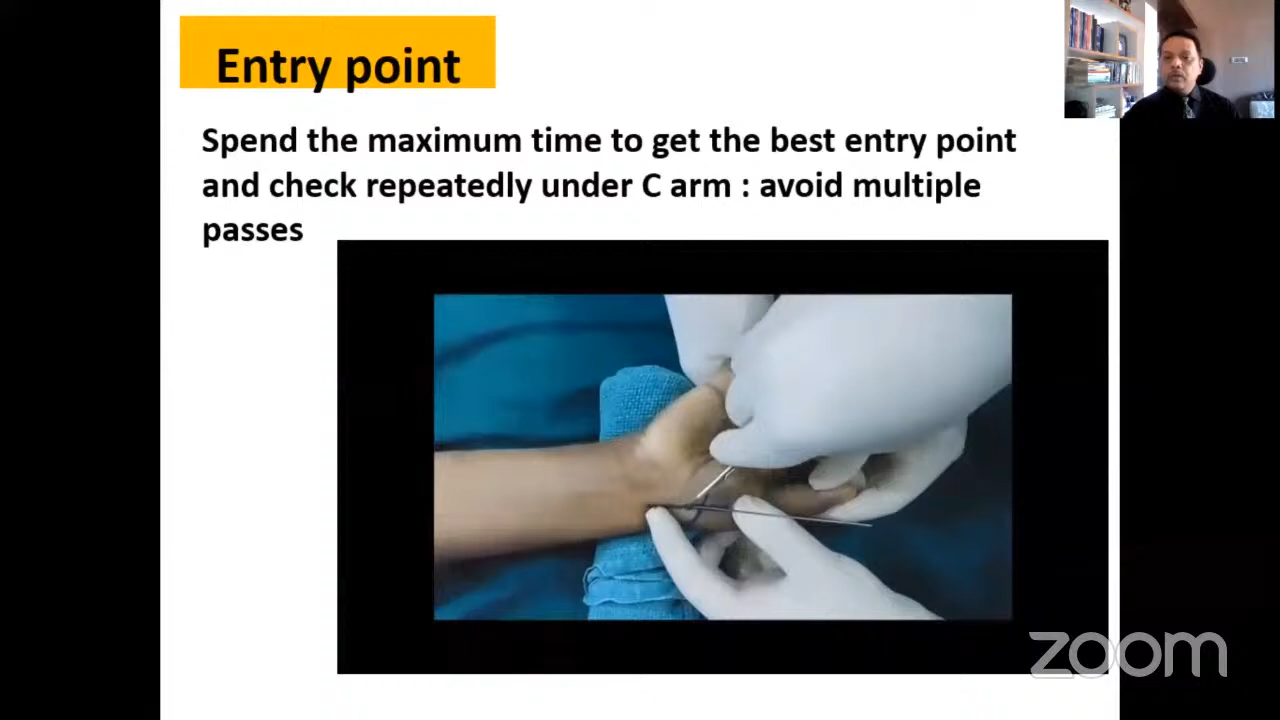 Entry point
Spend the maximum time to get the best entry point
and check repeatedly under C arm : avoid multiple
passes
zoom